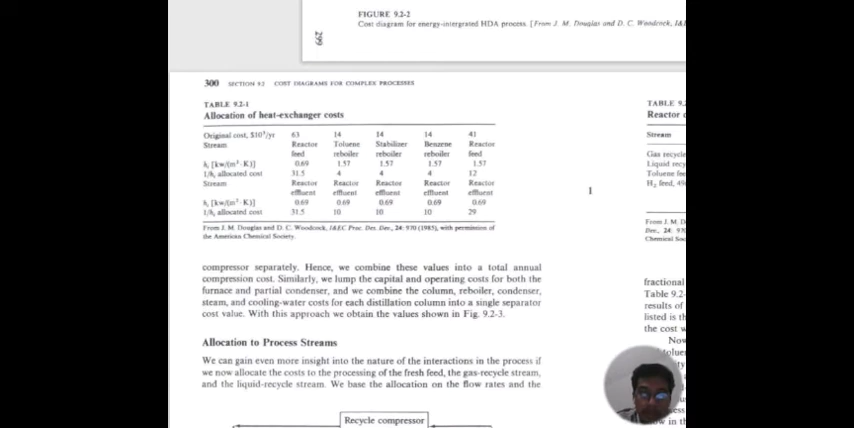 FIGURE 9.2-2
Cost diagram for energy-intergrated HDA process. [From J. M. Douglas and D. C. Woodcock, I&E
299
300 SECTION 9.2 COST DIAGRAMS FOR COMPLEX PROCESSES
TABLE 9.2-1
Allocation of heat-exchanger costs
Original cost, $10³/yr 63 14 14 14 41
Stream Reactor Toluene Stabilizer Benzene Reactor
feed reboiler reboiler reboiler feed
hᵢ [kw/(m²·K)] 0.69 1.57 1.57 1.57 1.57
1/hᵢ allocated cost 31.5 4 4 4 12
Stream Reactor Reactor Reactor Reactor Reactor
effluent effluent effluent effluent effluent
hᵢ [kw/(m²·K)] 0.69 0.69 0.69 0.69 0.69
1/hᵢ allocated cost 31.5 10 10 10 29
From J. M. Douglas and D. C. Woodcock, I&EC Proc. Des. Dev., 24: 970 (1985), with permission of
the American Chemical Society.
compressor separately. Hence, we combine these values into a total annual
compression cost. Similarly, we lump the capital and operating costs for both the
furnace and partial condenser, and we combine the column, reboiler, condenser,
steam, and cooling-water costs for each distillation column into a single separator
cost value. With this approach we obtain the values shown in Fig. 9.2-3.
Allocation to Process Streams
We can gain even more insight into the nature of the interactions in the process if
we now allocate the costs to the processing of the fresh feed, the gas-recycle stream,
and the liquid-recycle stream. We base the allocation on the flow rates and the
Recycle compressor
TABLE 9.
Reactor
Stream
Gas recycle
Liquid recy
Toluene fee
H₂ feed, 4
From J. M. D
Dev., 24: 97
Chemical Soc
fractional
Table 9.2-
results of
listed is th
the cost w
Now